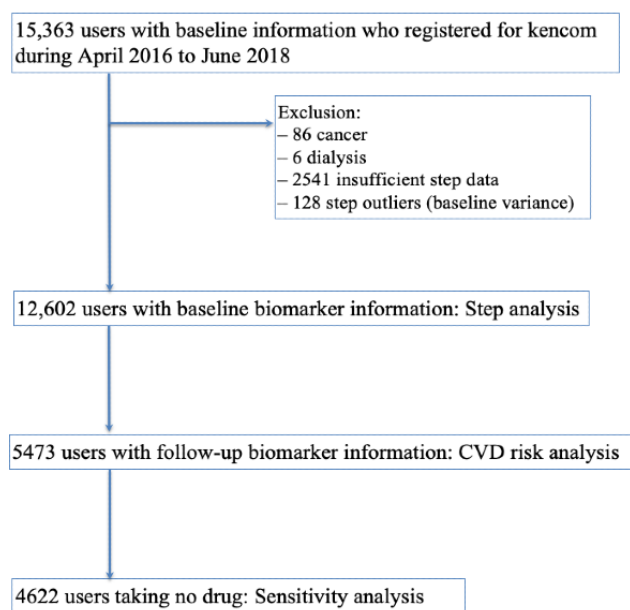 15,363 users with baseline information who registered for kencom
during April 2016 to June 2018
Exclusion:
– 86 cancer
– 6 dialysis
– 2541 insufficient step data
– 128 step outliers (baseline variance)
12,602 users with baseline biomarker information: Step analysis
5473 users with follow-up biomarker information: CVD risk analysis
4622 users taking no drug: Sensitivity analysis